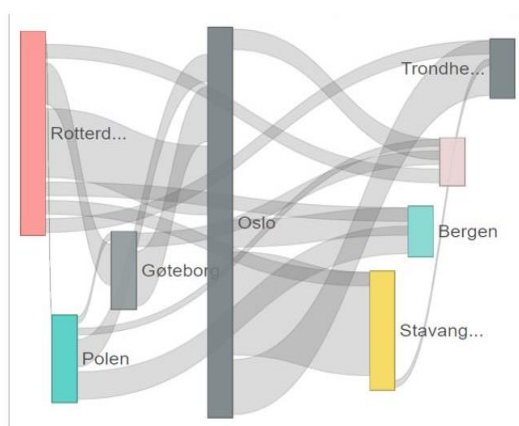 Trondhe...
Rotterd...
Oslo
Bergen
Gøteborg
Stavang...
Polen